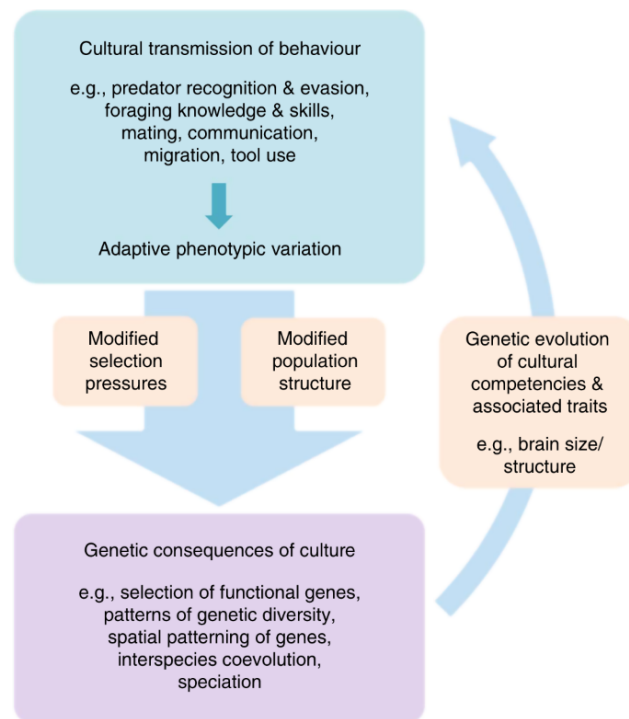 Cultural transmission of behaviour
e.g., predator recognition & evasion,
foraging knowledge & skills,
mating, communication,
migration, tool use
Adaptive phenotypic variation
Modified
selection
pressures
Modified
population
structure
Genetic evolution
of cultural
competencies &
associated traits
e.g., brain size/
structure
Genetic consequences of culture
e.g., selection of functional genes,
patterns of genetic diversity,
spatial patterning of genes,
interspecies coevolution,
speciation